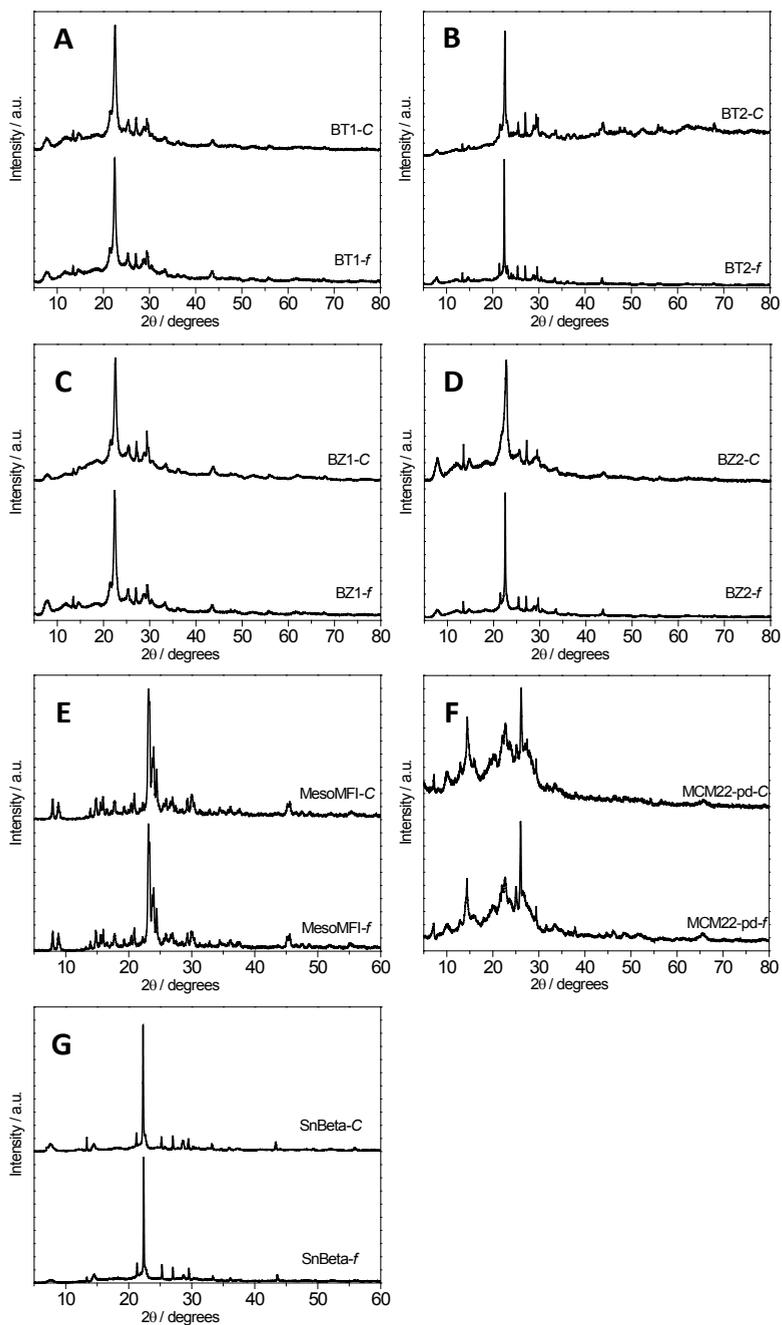 A
BT1-C
BT1-f
Intensity / a.u.
10 20 30 40 50 60 70 80
2θ / degrees
B
BT2-C
BT2-f
Intensity / a.u.
10 20 30 40 50 60 70 80
2θ / degrees
C
BZ1-C
BZ1-f
Intensity / a.u.
10 20 30 40 50 60 70 80
2θ / degrees
D
BZ2-C
BZ2-f
Intensity / a.u.
10 20 30 40 50 60 70 80
2θ / degrees
E
MesoMFI-C
MesoMFI-f
Intensity / a.u.
10 20 30 40 50 60
2θ / degrees
F
MCM22-pd-C
MCM22-pd-f
Intensity / a.u.
10 20 30 40 50 60 70 80
2θ / degrees
G
SnBeta-C
SnBeta-f
Intensity / a.u.
10 20 30 40 50 60
2θ / degrees